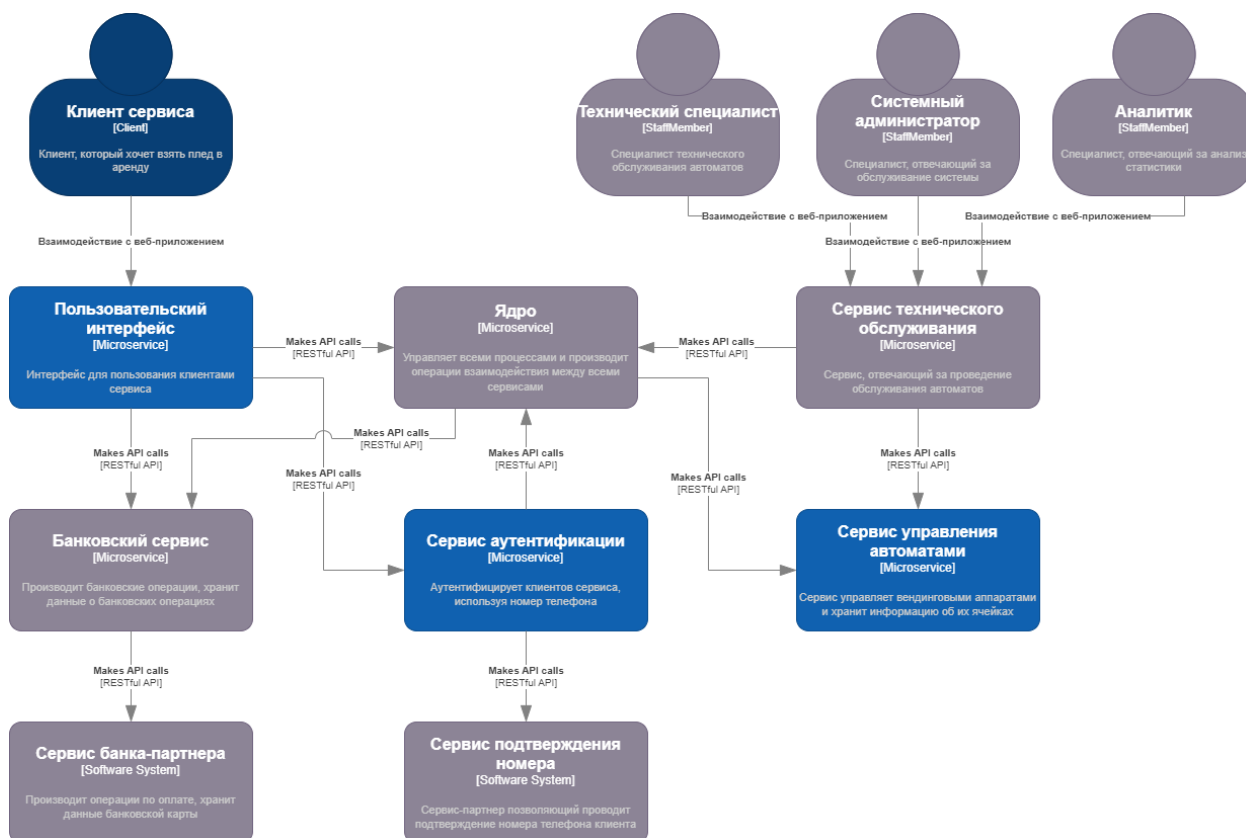 Клиент сервиса
[Client]
Клиент, который хочет взять плед в
аренду
Технический специалист
[StaffMember]
Специалист технического
обслуживания автоматов
Системный
администратор
[StaffMember]
Специалист, отвечающий за
обслуживание системы
Аналитик
[StaffMember]
Специалист, отвечающий за анализ
статистики
Взаимодействие с веб-приложением
Взаимодействие с веб-приложением
Взаимодействие с веб-приложением
Взаимодействие с веб-приложением
Пользовательский
интерфейс
[Microservice]
Интерфейс для пользования клиентами
сервиса
Makes API calls
[RESTful API]
Ядро
[Microservice]
Управляет всеми процессами и производит
операции взаимодействия между всеми
сервисами
Makes API calls
[RESTful API]
Сервис технического
обслуживания
[Microservice]
Сервис, отвечающий за проведение
обслуживания автоматов
Makes API calls
[RESTful API]
Makes API calls
[RESTful API]
Makes API calls
[RESTful API]
Makes API calls
[RESTful API]
Makes API calls
[RESTful API]
Makes API calls
[RESTful API]
Makes API calls
[RESTful API]
Банковский сервис
[Microservice]
Производит банковские операции, хранит
данные о банковских операциях
Сервис аутентификации
[Microservice]
Аутентифицирует клиентов сервиса,
используя номер телефона
Сервис управления
автоматами
[Microservice]
Сервис управляет вендинговыми аппаратами
и хранит информацию об их ячейках
Makes API calls
[RESTful API]
Makes API calls
[RESTful API]
Сервис банка-партнера
[Software System]
Производит операции по оплате, хранит
данные банковской карты
Сервис подтверждения
номера
[Software System]
Сервис-партнер позволяющий проводит
подтверждение номера телефона клиента